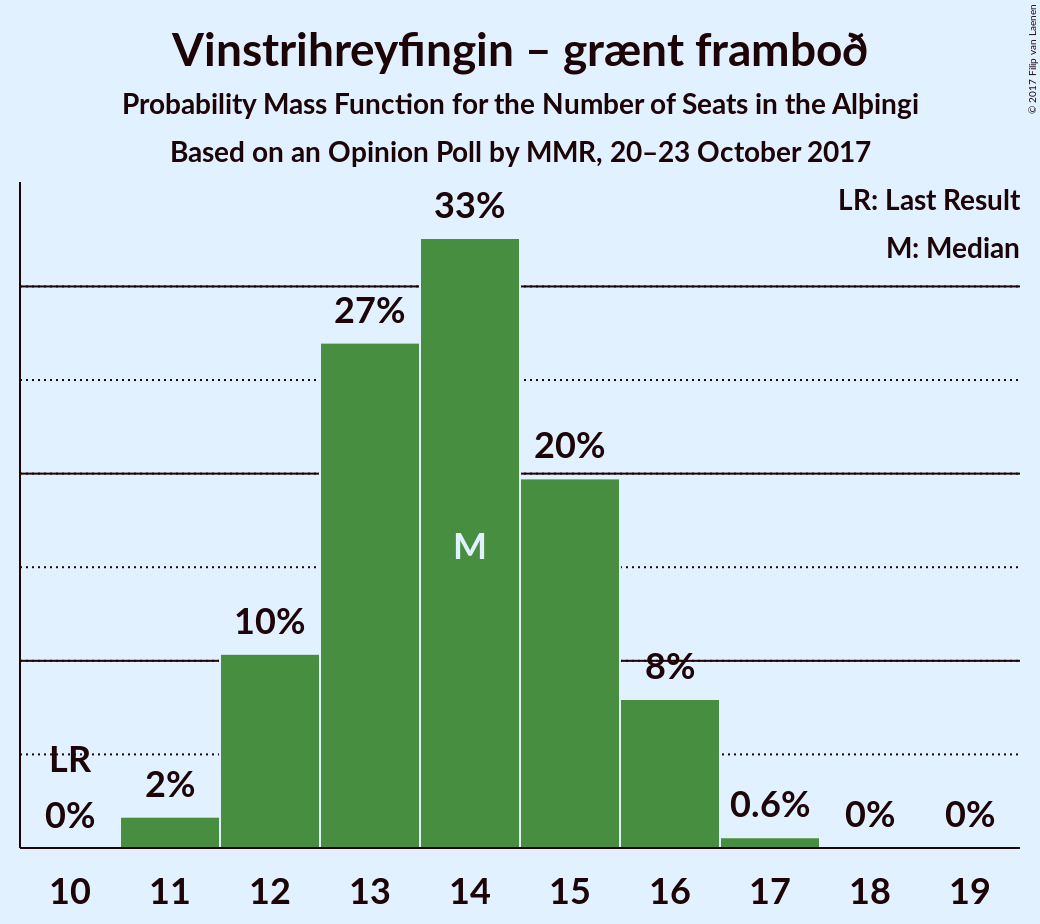 Vinstrihreyfingin – grænt framboð
Probability Mass Function for the Number of Seats in the Alþingi
Based on an Opinion Poll by MMR, 20–23 October 2017
© 2017 Filip van Laenen
LR: Last Result
M: Median
33%
27%
20%
M
10%
8%
LR
2%
0%
0.6%
0%
0%
10 11 12 13 14 15 16 17 18 19